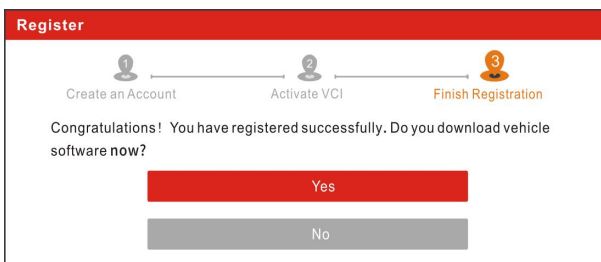 Register
1 2 3
Create an Account Activate VCI Finish Registration
Congratulations! You have registered successfully. Do you download vehicle
software now?
Yes
No